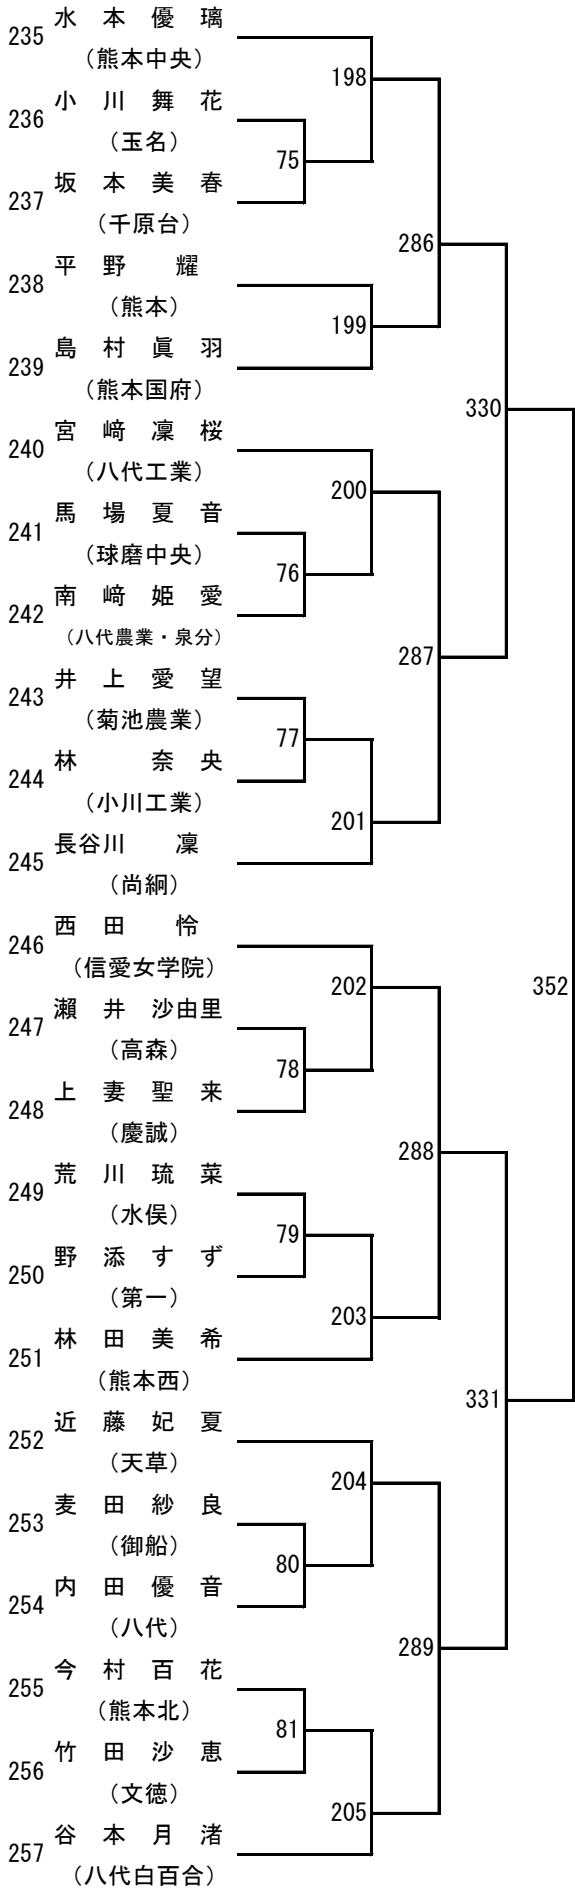 235 水本優璃
(熊本中央)
198
236 小川舞花
(玉名)
75
237 坂本美春
(千原台)
286
238 平野 耀
(熊本)
199
239 島村眞羽
(熊本国府)
330
240 宮﨑凜桜
(八代工業)
200
241 馬場夏音
(球磨中央)
76
242 南﨑姫愛
(八代農業・泉分)
287
243 井上愛望
(菊池農業)
77
244 林 奈央
(小川工業)
201
245 長谷川 凜
(尚絅)
246 西田 怜
(信愛女学院)
202
352
247 瀬井沙由里
(高森)
78
248 上妻聖来
(慶誠)
288
249 荒川琉菜
(水俣)
79
250 野添すず
(第一)
203
251 林田美希
(熊本西)
331
252 近藤妃夏
(天草)
204
253 麦田紗良
(御船)
80
254 内田優音
(八代)
289
255 今村百花
(熊本北)
81
256 竹田沙恵
(文徳)
205
257 谷本月渚
(八代白百合)